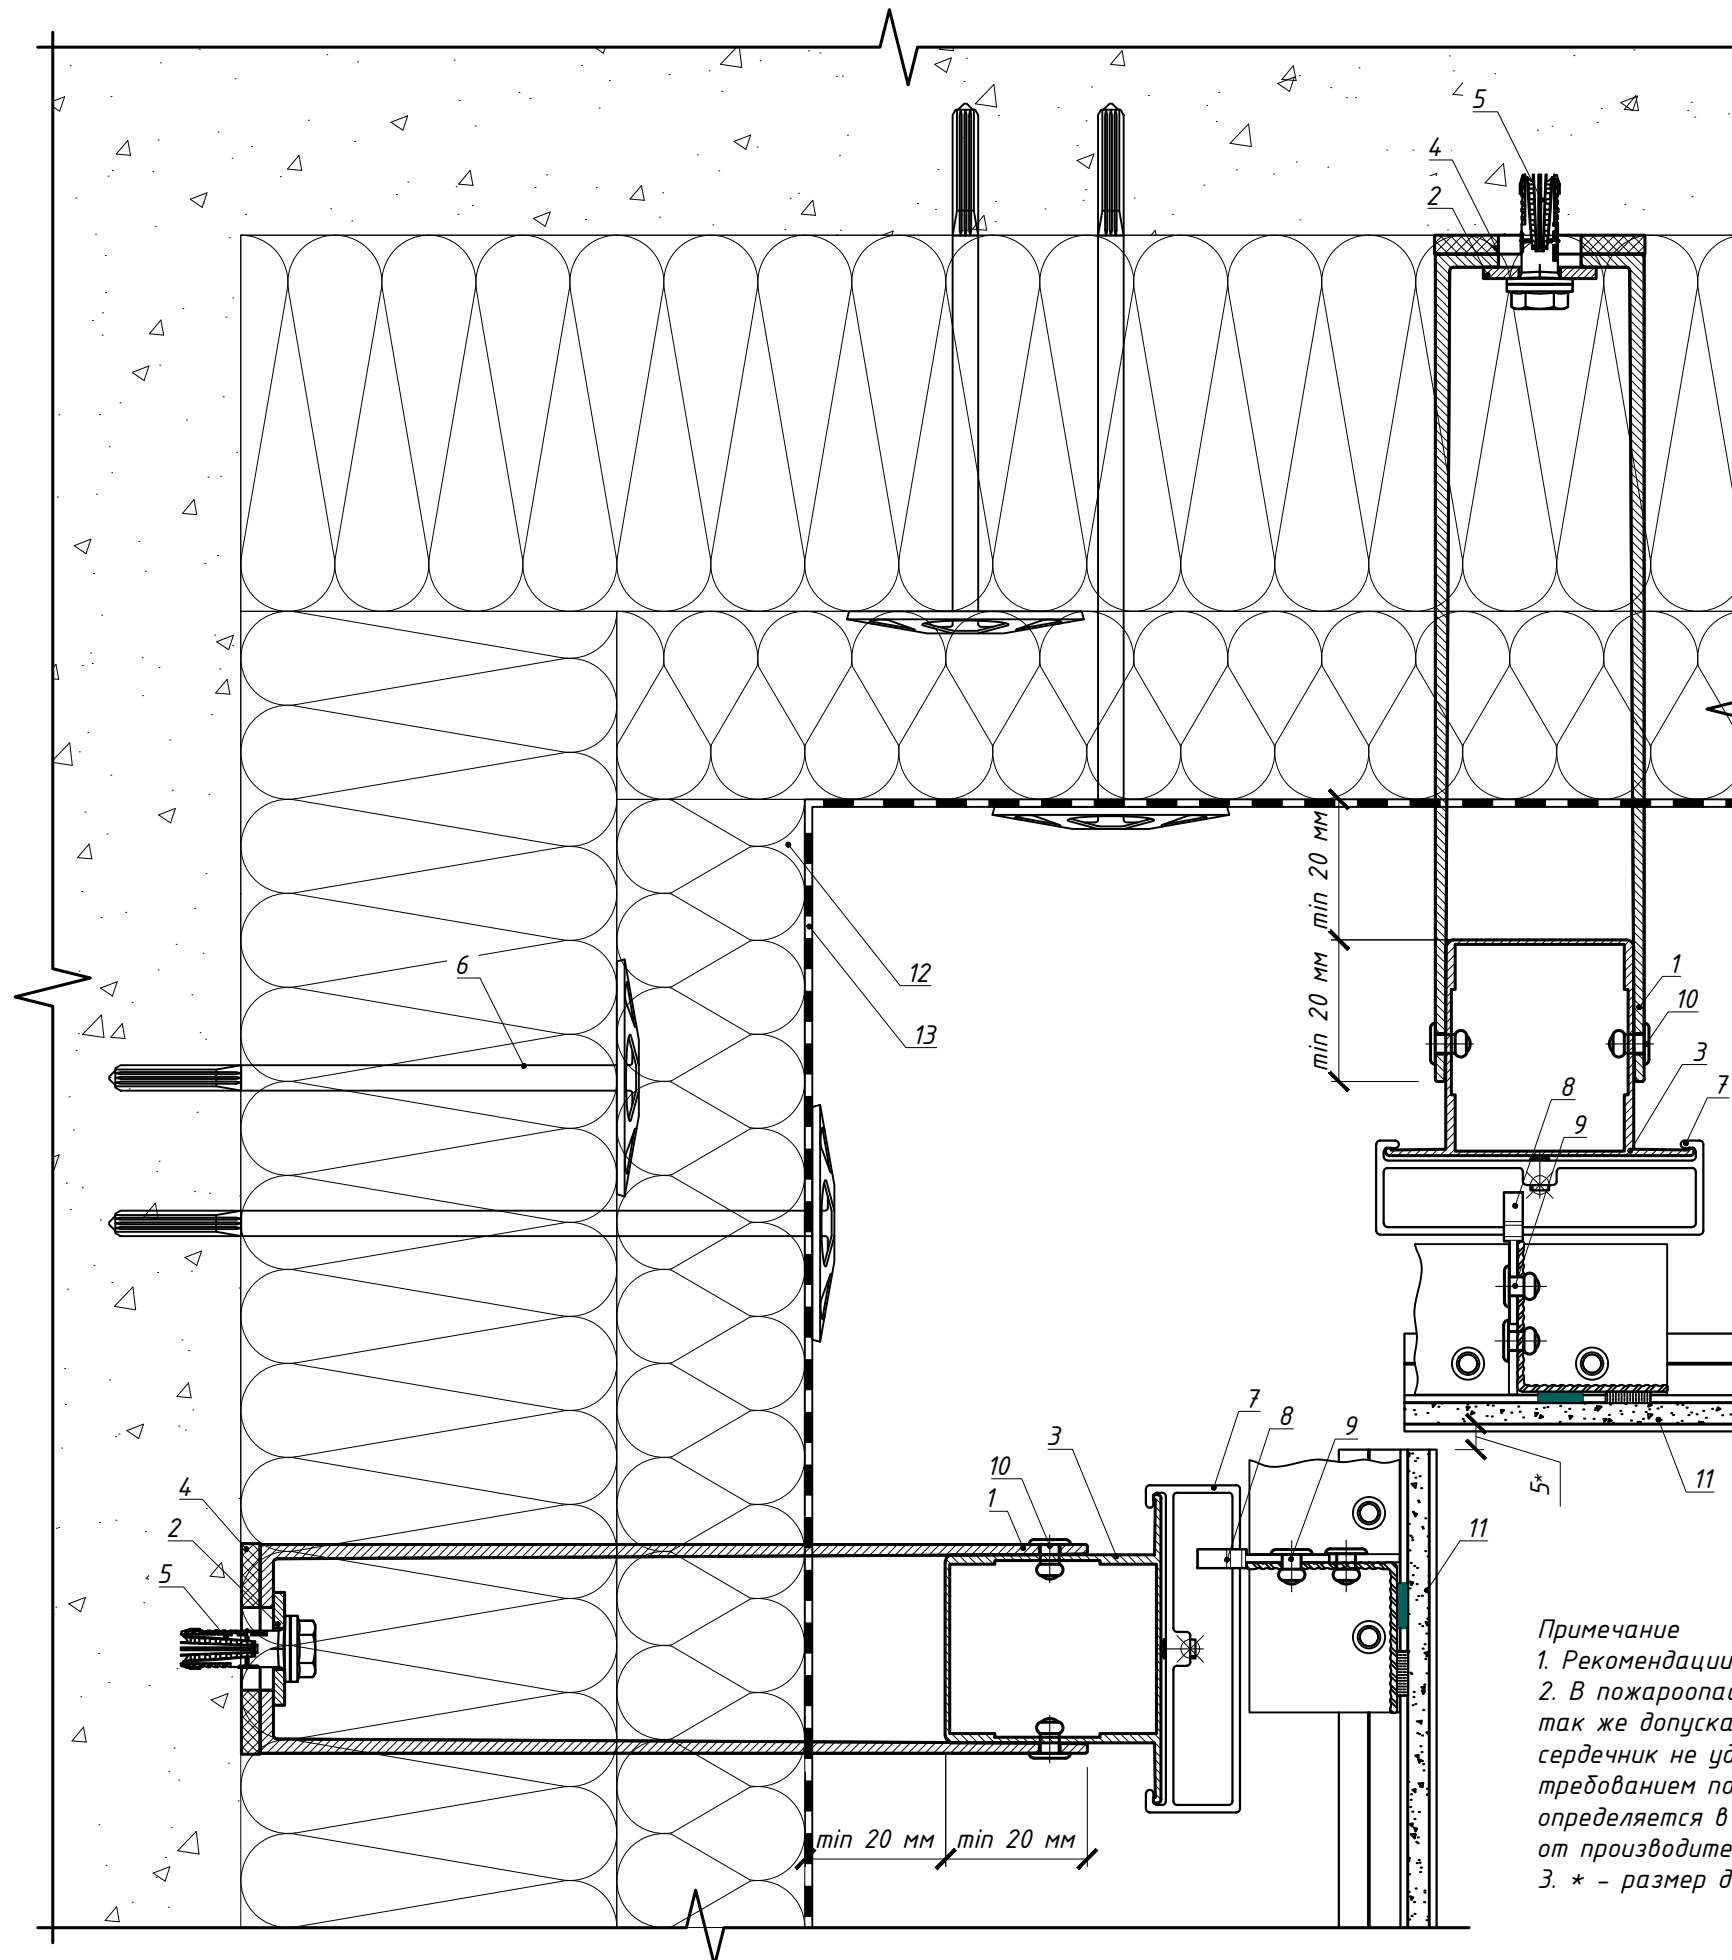 5
4
2
min 20 мм
min 20 мм
6
12
13
1
10
3
7
8
9
7
8
9
3
10
1
4
2
5
5*
11
11
min 20 мм
min 20 мм
Примечание
1. Рекомендации
2. В пожароопа
так же допуска
сердечник не уд
требованием по
определяется в
от производите
3. * - размер д